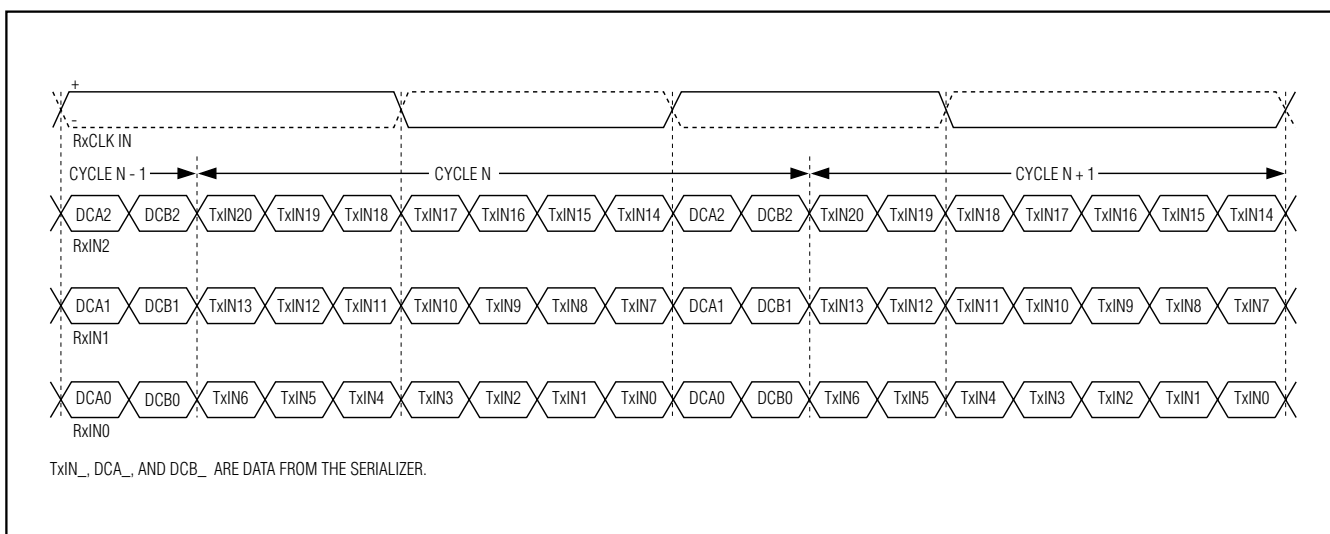 +
-
RxCLK IN
CYCLE N - 1 CYCLE N CYCLE N + 1
DCA2 DCB2 TxIN20 TxIN19 TxIN18 TxIN17 TxIN16 TxIN15 TxIN14 DCA2 DCB2 TxIN20 TxIN19 TxIN18 TxIN17 TxIN16 TxIN15 TxIN14
RxIN2
DCA1 DCB1 TxIN13 TxIN12 TxIN11 TxIN10 TxIN9 TxIN8 TxIN7 DCA1 DCB1 TxIN13 TxIN12 TxIN11 TxIN10 TxIN9 TxIN8 TxIN7
RxIN1
DCA0 DCB0 TxIN6 TxIN5 TxIN4 TxIN3 TxIN2 TxIN1 TxIN0 DCA0 DCB0 TxIN6 TxIN5 TxIN4 TxIN3 TxIN2 TxIN1 TxIN0
RxIN0
TxIN_, DCA_, AND DCB_ ARE DATA FROM THE SERIALIZER.